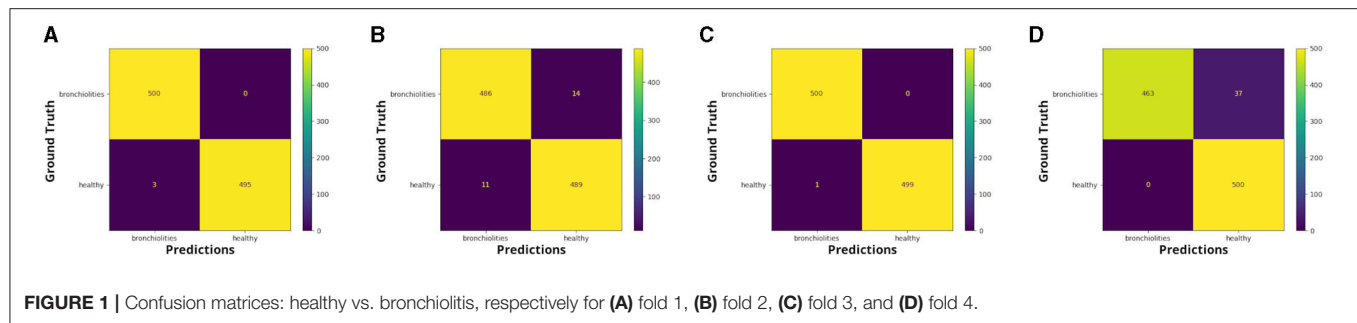 A
B
C
D
Ground Truth
bronchiolities
healthy
500
0
3
495
bronchiolities
healthy
Predictions
500
400
300
200
100
0
Ground Truth
bronchiolities
healthy
486
14
11
489
bronchiolities
healthy
Predictions
400
300
200
100
Ground Truth
bronchiolities
healthy
500
0
1
499
bronchiolities
healthy
Predictions
500
400
300
200
100
0
Ground Truth
bronchiolities
healthy
463
37
0
500
bronchiolities
healthy
Predictions
500
400
300
200
100
0
FIGURE 1 | Confusion matrices: healthy vs. bronchiolitis, respectively for (A) fold 1, (B) fold 2, (C) fold 3, and (D) fold 4.